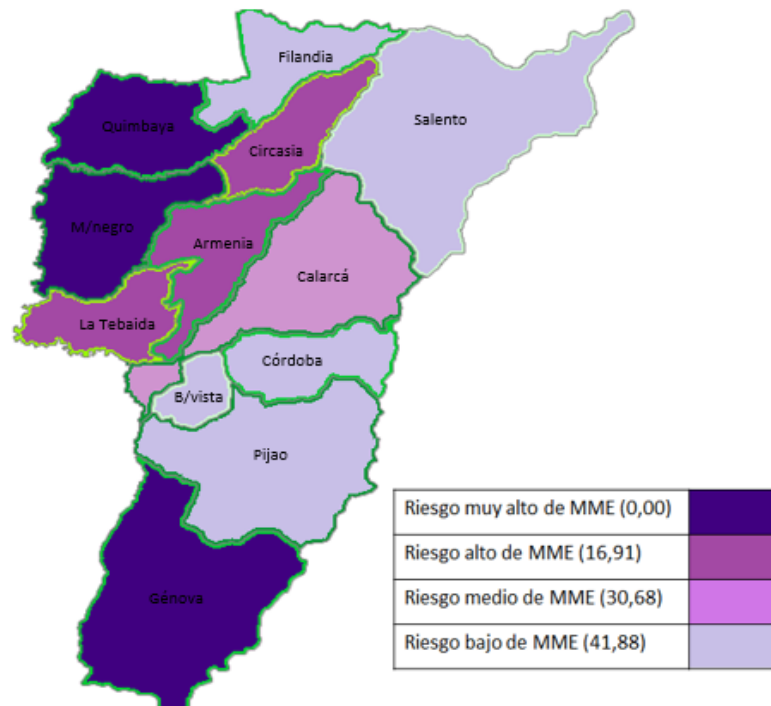 Filandia
Salento
Quimbaya
Circasia
M/negro
Armenia
Calarcá
La Tebaida
Córdoba
B/vista
Pijao
Génova
Riesgo muy alto de MME (0,00)
Riesgo alto de MME (16,91)
Riesgo medio de MME (30,68)
Riesgo bajo de MME (41,88)